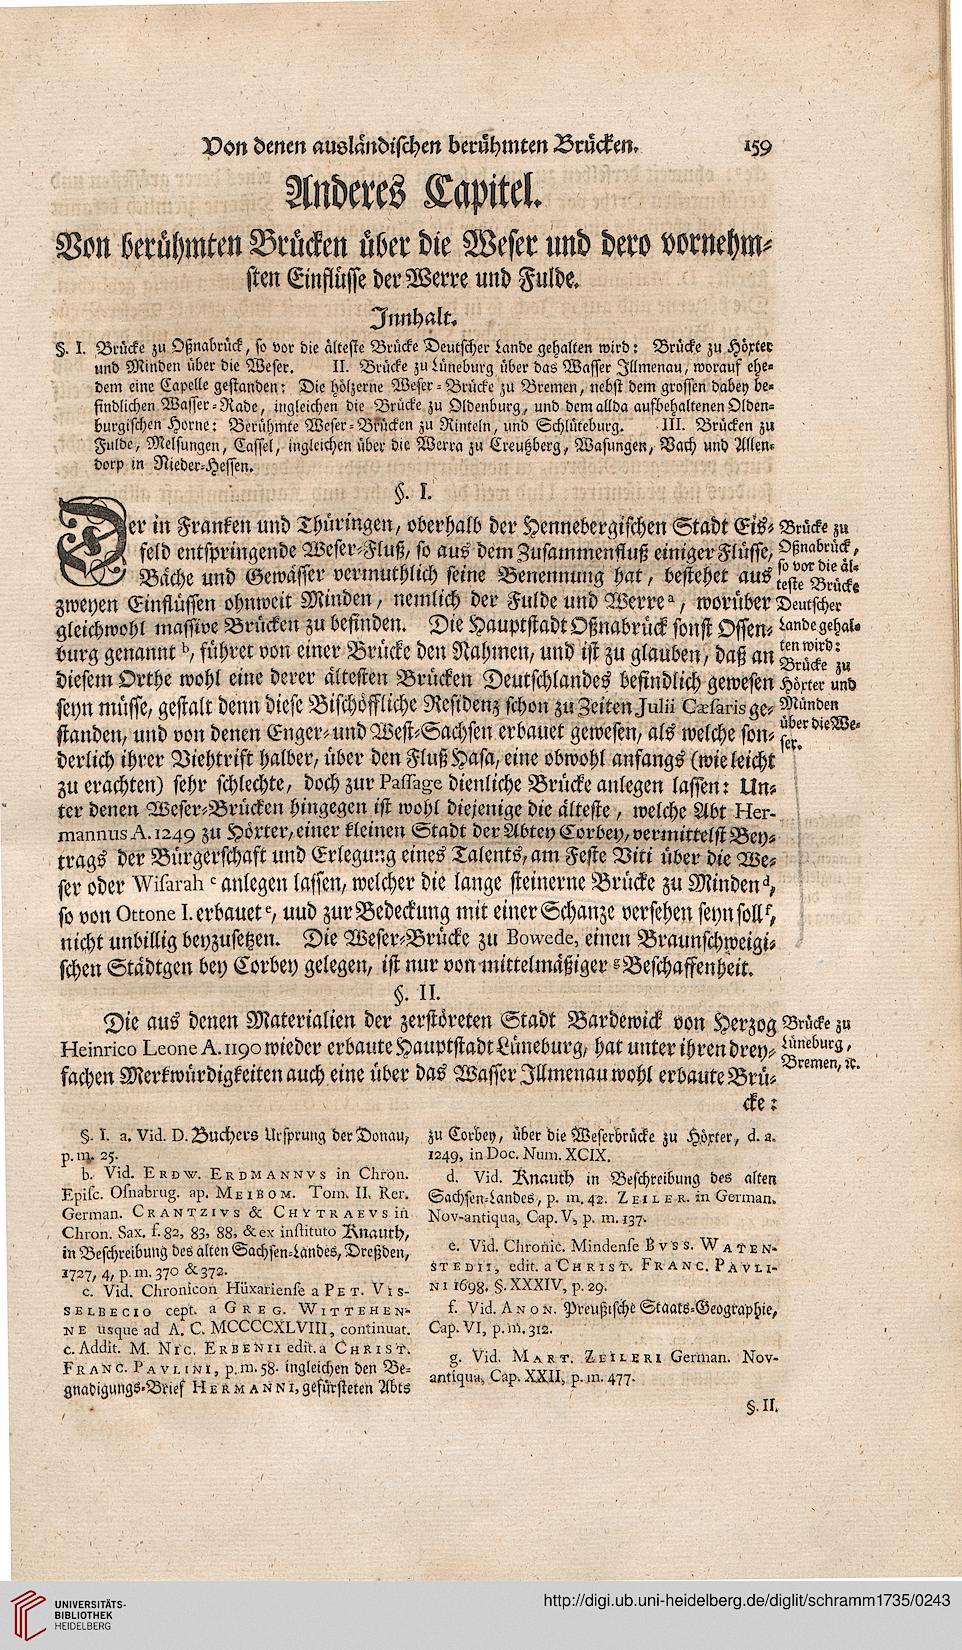 Von denen ausländischen berühmten Brücken. 159
Anderes Capitel.
Von berühmten Brücken über die Weser und dero vornehm-
sten Einflüsse der Werre und Fulde.
Innhalt.
§. I. Brücke zu Oßnabrück, so vor die älteste Brücke Deutscher Lande gehalten wird: Brücke zu Höxter
und Minden über die Weser. II. Brücke zu Lüneburg über das Wasser Illmenau, worauf ehe-
dem eine Capelle gestanden: Die hölzerne Weser-Brücke zu Bremen, nebst dem grossen dabey be-
findlichen Wasser-Rade, ingleichen die Brücke zu Oldenburg, und dem allda aufbehaltenen Olden-
burgischen Horne: Berühmte Weser-Brücken zu Rinteln, und Schlüteburg. III. Brücken zu
Fulde, Melsungen, Cassel, ingleichen über die Werra zu Creutzberg, Wasungen, Vach und Allen-
dorp in Nieder-Hessen.
§. I.
Der in Franken und Thüringen, oberhalb der Hennebergischen Stadt Eis-
feld entspringende Weser-Fluß, so aus dem Zusammenfluß einiger Flüsse,
Bäche und Gewässer vermuthlich seine Benennung hat, bestehet aus
zweyen Einflüssen ohnweit Minden, nemlich der Fulde und Werre a, worüber
gleichwohl massive Brücken zu befinden. Die Hauptstadt Oßnabrück sonst Ossen-
burg genannt b, führet von einer Brücke den Nahmen, und ist zu glauben, daß an
diesem Orthe wohl eine derer ältesten Brücken Deutschlandes befindlich gewesen
seyn müsse, gestalt denn diese Bischöffliche Residenz schon zu Zeiten Julii Cæsaris ge-
standen, und von denen Enger- und West-Sachsen erbauet gewesen, als welche son-
derlich ihrer Viehtrift halber, über den Fluß Hasa, eine obwohl anfangs (wie leicht
zu erachten) sehr schlechte, doch zur Passage dienliche Brücke anlegen lassen: Un-
ter denen Weser-Brücken hingegen ist wohl diejenige die älteste, welche Abt Her-
mannus A. 1249 zu Höxter, einer kleinen Stadt der Abtey Corbey, vermittelst Bey-
trags der Bürgerschaft und Erlegung eines Talents, am Feste Viti über die We-
ser oder Wisarah c anlegen lassen, welcher die lange steinerne Brücke zu Minden d,
so von Ottone I. erbauet e, uud zur Bedeckung mit einer Schanze versehen seyn soll f,
nicht unbillig beyzusetzen. Die Weser-Brücke zu Bowede, einen Braunschweigi-
schen Städtgen bey Corbey gelegen, ist nur von mittelmäßiger g Beschaffenheit.
Brücke zu
Oßnabrück,
so vor die äl-
teste Brücke
Deutscher
Lande gehal-
ten wird:
Brücke zu
Höxter und
Münden
über die We-
ser.
§. II.
Die aus denen Materialien der zerstöreten Stadt Bardewick von Herzog
Heinrico Leone A. 1190 wieder erbaute Hauptstadt Lüneburg, hat unter ihren drey-
fachen Merkwürdigkeiten auch eine über das Wasser Illmenau wohl erbaute Brü-
cke:
Brücke zu
Lüneburg,
Bremen, ꝛc.
§. I. a. Vid. D. Buchers Ursprung der Donau,
p. m. 25.
b. Vid. ERDW. ERDMANNVS in Chron.
Episc. Osnabrug. ap. MEIBOM. Tom. II. Rer.
German. CRANTZIVS & CHYTRAEVS in
Chron. Sax. f. 82, 83, 88, & ex instituto Knauth,
in Beschreibung des alten Sachsen-Landes, Dreßden,
1727, 4, p. m. 370 & 372.
c. Vid. Chronicon Hüxariense a PET. VIS-
SELBECIO cept. a GREG. WITTEHEN-
NE usque ad A. C. MCCCCXLVIII, continuat.
c. Addit. M. NIC. ERBENII edit. a CHRIST.
FRANC. PAVLINI, p. m. 58. ingleichen den Be-
gnadigungs-Brief HERMANNI, gefürsteten Abts
zu Corbey, über die Weserbrücke zu Höxter, d. a.
1249, in Doc. Num. XCIX.
d. Vid. Knauth in Beschreibung des alten
Sachsen-Landes, p. m. 42. ZEILER. in German.
Nov-antiqua, Cap. V, p. m. 137.
e. Vid. Chronic. Mindense BVSS. WATEN-
STEDII, edit. a CHRIST. FRANC. PAVLI-
NI 1698, §. XXXIV, p. 29.
f. Vid. ANON. Preußische Staats-Geographie,
Cap. VI, p. m. 312.
g. Vid. MART. ZEILERI German. Nov-
antiqua, Cap. XXII, p. m. 477.
§. II.
UNIVERSITÄTS-
BIBLIOTHEK
HEIDELBERG
http://digi.ub.uni-heidelberg.de/diglit/schramm1735/0243